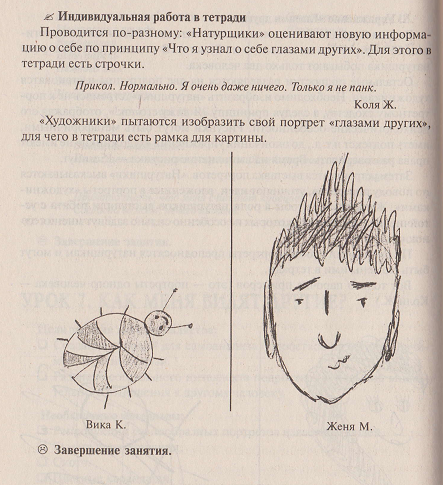 ✍ Индивидуальная работа в тетради
Проводится по-разному: «Натурщики» оценивают новую информа-
цию о себе по принципу «Что я узнал о себе глазами других». Для этого в
тетради есть строчки.
Прикол. Нормально. Я очень даже ничего. Только я не панк.
Коля Ж.
«Художники» пытаются изобразить свой портрет «глазами других»,
для чего в тетради есть рамка для картины.
Вика К.
Женя М.
☹ Завершение занятия.